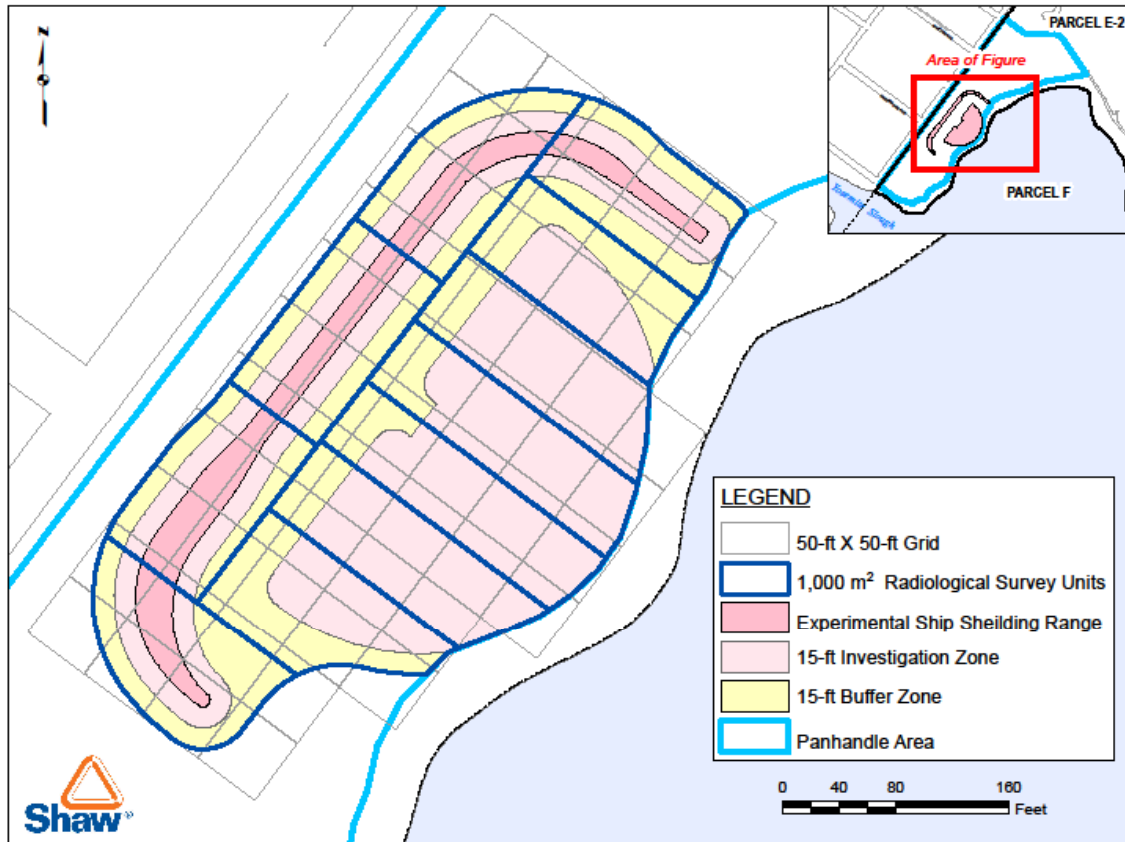 N
PARCEL E-2
Area of Figure
PARCEL F
LEGEND
50-ft X 50-ft Grid
1,000 m² Radiological Survey Units
Experimental Ship Sheilding Range
15-ft Investigation Zone
15-ft Buffer Zone
Panhandle Area
0 40 80 160
Feet
Shaw®